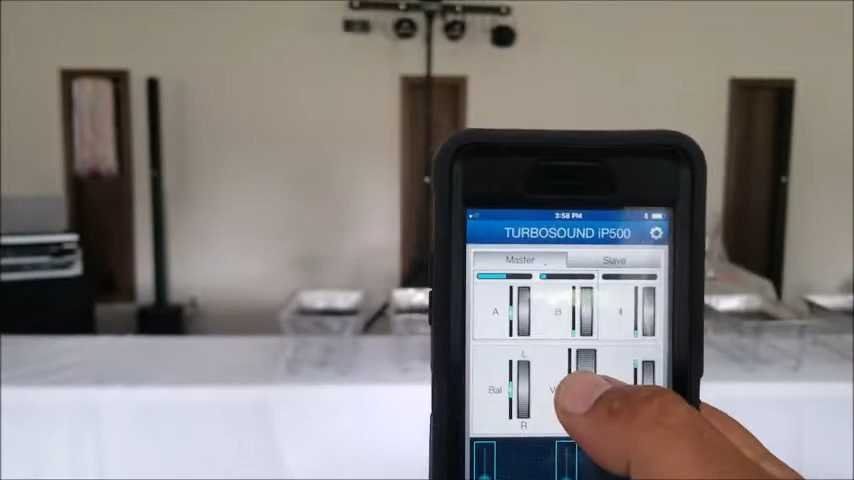 3:58 PM
TURBOSOUND iP500
Master Slave
A B
L
Bal
R